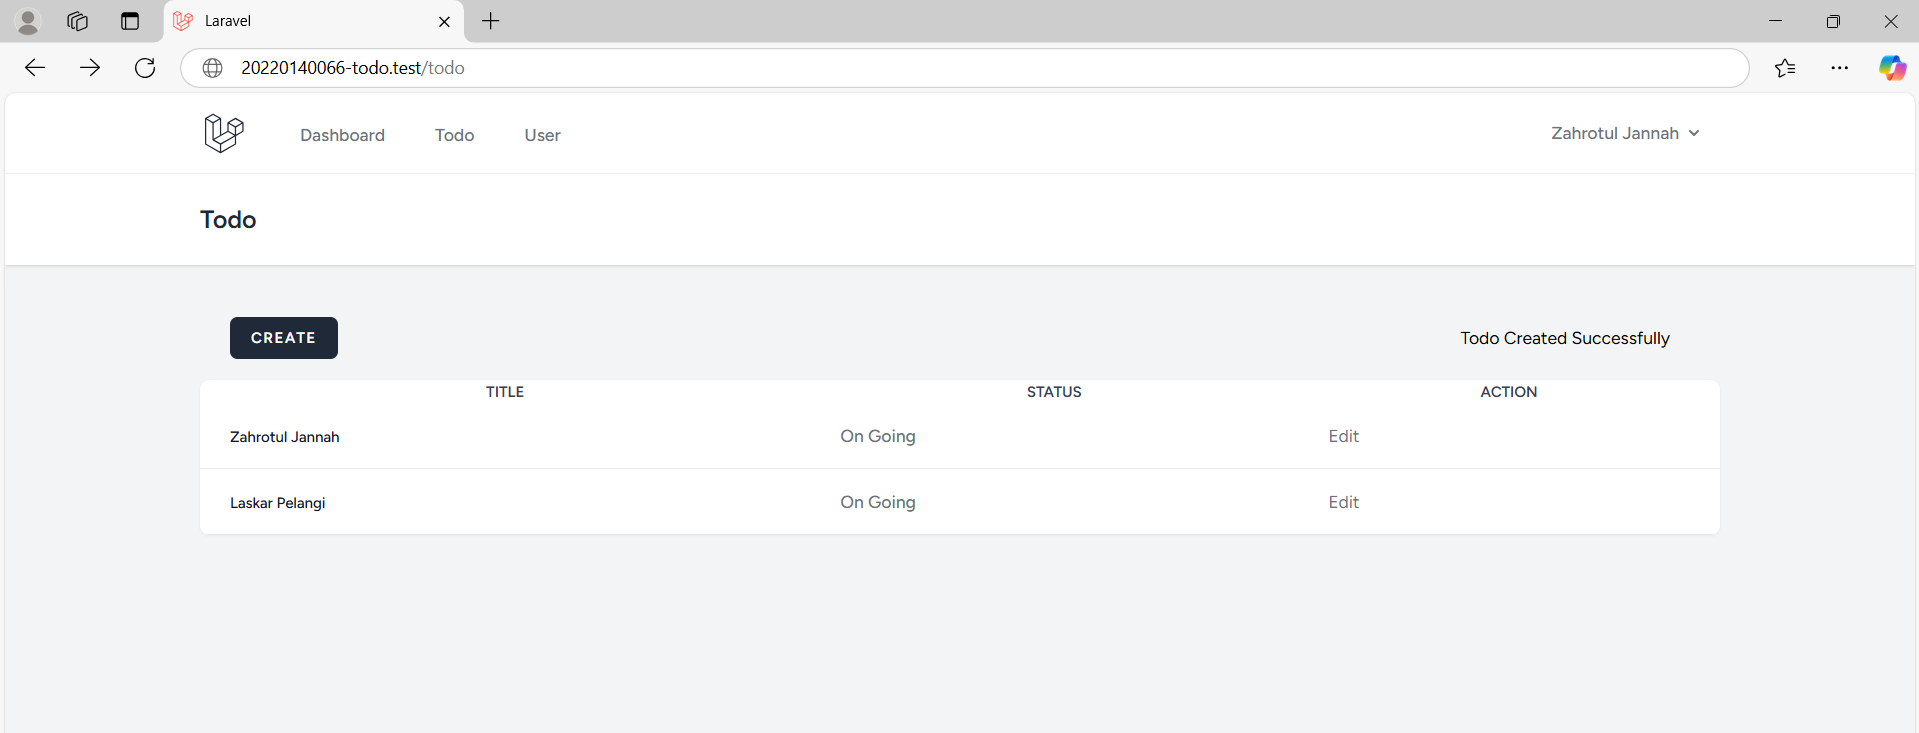 Laravel
20220140066-todo.test/todo
Dashboard Todo User Zahrotul Jannah
Todo
CREATE Todo Created Successfully
TITLE STATUS ACTION
Zahrotul Jannah On Going Edit
Laskar Pelangi On Going Edit